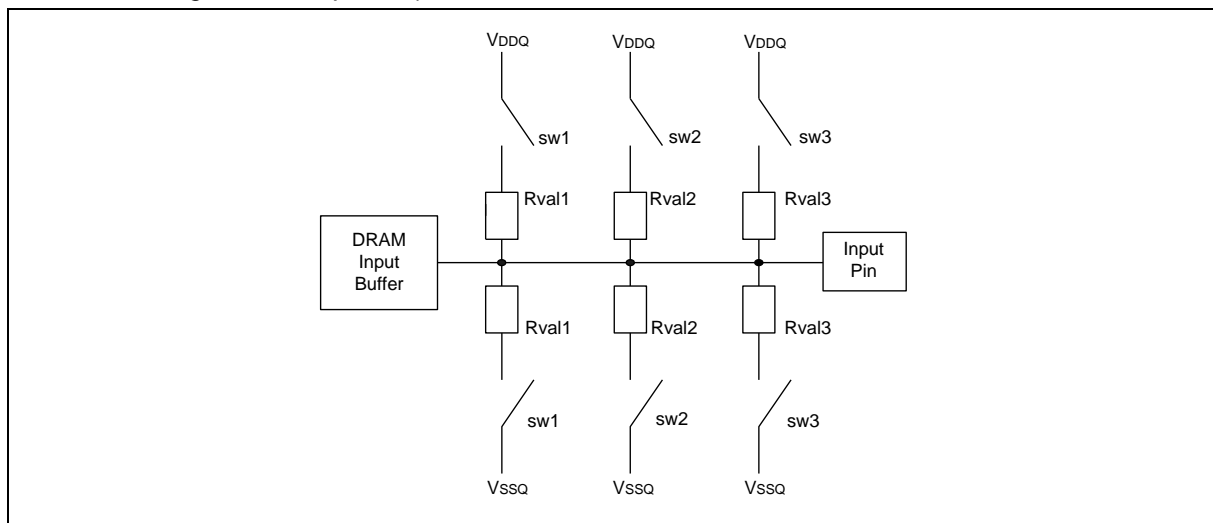 VDDQ VDDQ VDDQ
sw1 sw2 sw3
Rval1 Rval2 Rval3
DRAM
Input
Buffer
Input
Pin
Rval1 Rval2 Rval3
sw1 sw2 sw3
VSSQ VSSQ VSSQ